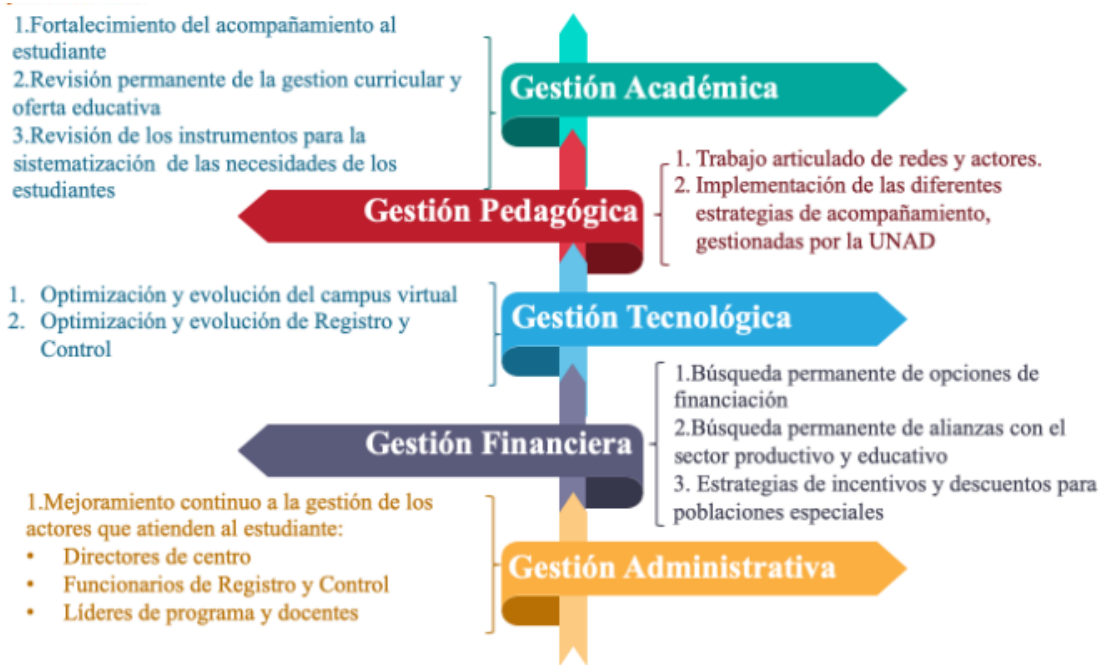 1.Fortalecimiento del acompañamiento al
estudiante
2.Revisión permanente de la gestion curricular y
oferta educativa
3.Revisión de los instrumentos para la
sistematización de las necesidades de los
estudiantes
Gestión Académica
Gestión Pedagógica
1. Trabajo articulado de redes y actores.
2. Implementación de las diferentes
estrategias de acompañamiento,
gestionadas por la UNAD
1. Optimización y evolución del campus virtual
2. Optimización y evolución de Registro y
Control
Gestión Tecnológica
Gestión Financiera
1.Búsqueda permanente de opciones de
financiación
2.Búsqueda permanente de alianzas con el
sector productivo y educativo
3. Estrategias de incentivos y descuentos para
poblaciones especiales
1.Mejoramiento continuo a la gestión de los
actores que atienden al estudiante:
• Directores de centro
• Funcionarios de Registro y Control
• Líderes de programa y docentes
Gestión Administrativa